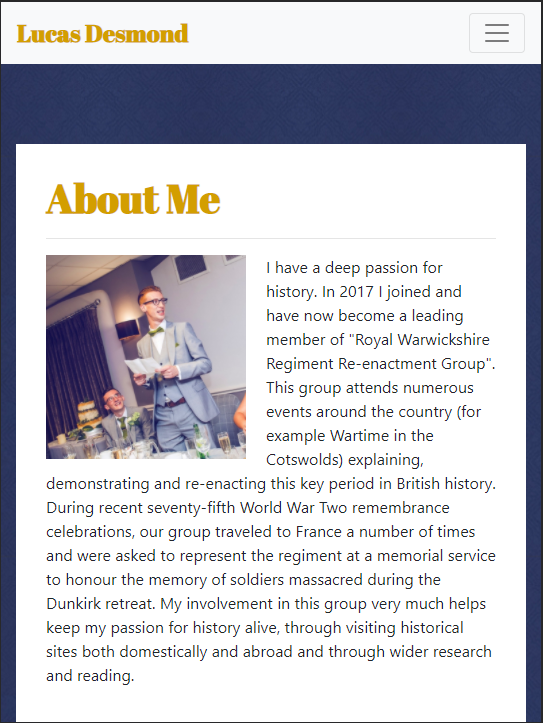 Lucas Desmond
About Me
I have a deep passion for
history. In 2017 I joined and
have now become a leading
member of "Royal Warwickshire
Regiment Re-enactment Group".
This group attends numerous
events around the country (for
example Wartime in the
Cotswolds) explaining,
demonstrating and re-enacting this key period in British history.
During recent seventy-fifth World War Two remembrance
celebrations, our group traveled to France a number of times
and were asked to represent the regiment at a memorial service
to honour the memory of soldiers massacred during the
Dunkirk retreat. My involvement in this group very much helps
keep my passion for history alive, through visiting historical
sites both domestically and abroad and through wider research
and reading.